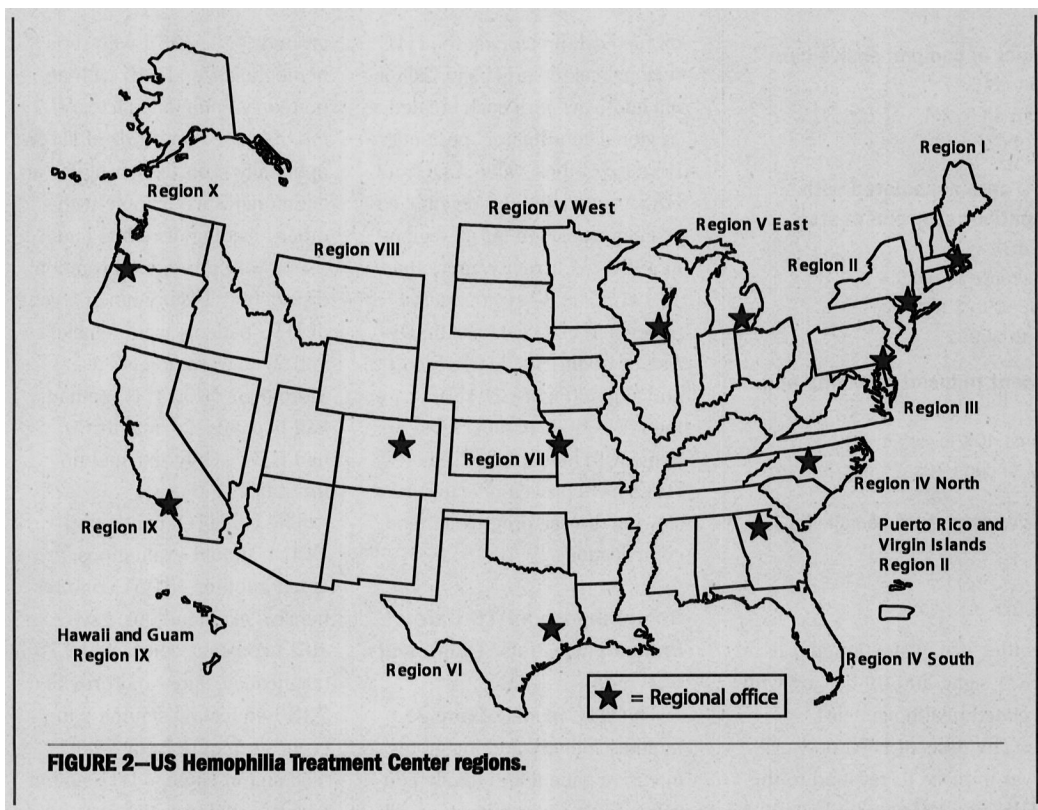 Region I
Region X
Region V West
Region V East
Region VIII
Region II
Region III
Region VII
Region IV North
Region IX
Puerto Rico and
Virgin Islands
Region II
Hawaii and Guam
Region IX
Region VI
Region IV South
★ = Regional office
FIGURE 2—US Hemophilia Treatment Center regions.